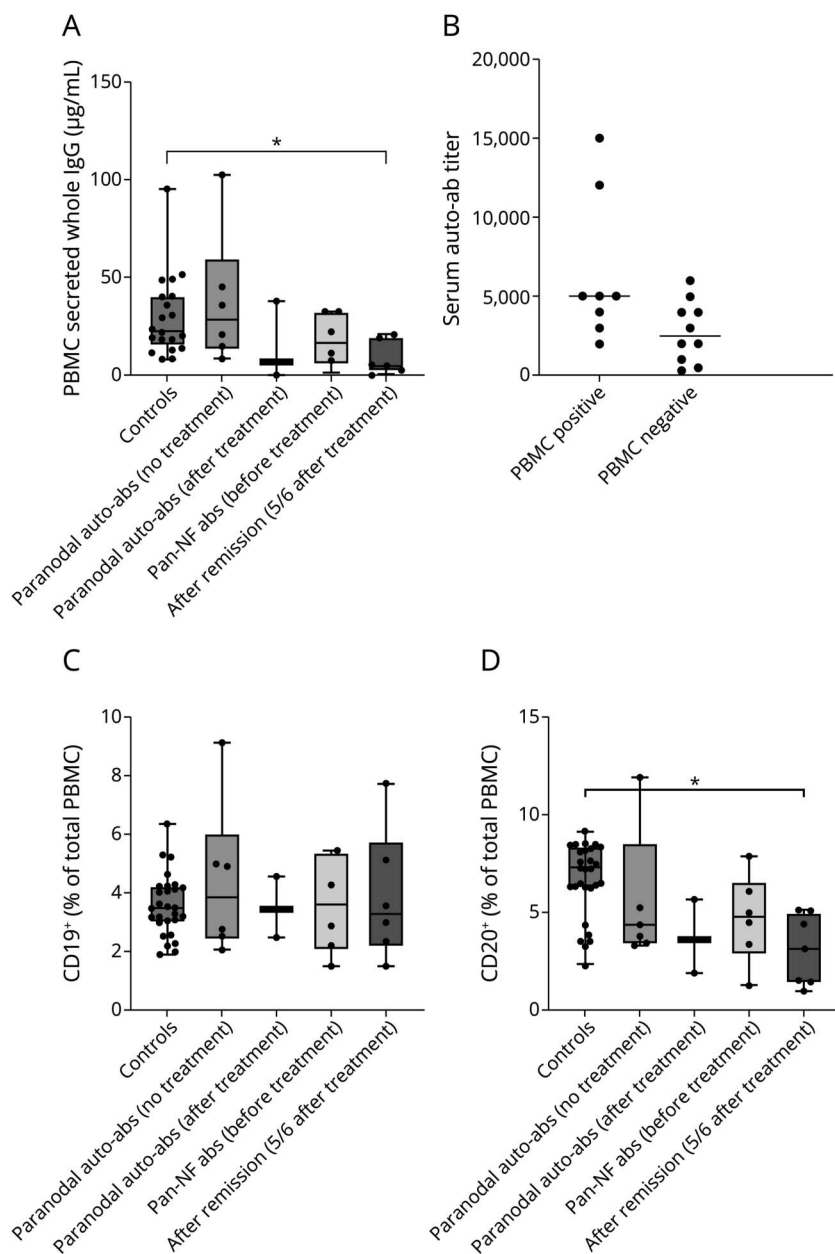 A
PBMC secreted whole IgG (μg/mL)
150
100
50
0
*
Controls
Paranodal auto-abs (no treatment)
Paranodal auto-abs (after treatment)
Pan-NF abs (before treatment)
After remission (5/6 after treatment)
B
Serum auto-ab titer
20,000
15,000
10,000
5,000
0
PBMC positive
PBMC negative
C
CD19⁺ (% of total PBMC)
10
8
6
4
2
0
Controls
Paranodal auto-abs (no treatment)
Paranodal auto-abs (after treatment)
Pan-NF abs (before treatment)
After remission (5/6 after treatment)
D
CD20⁺ (% of total PBMC)
15
10
5
0
*
Controls
Paranodal auto-abs (no treatment)
Paranodal auto-abs (after treatment)
Pan-NF abs (before treatment)
After remission (5/6 after treatment)